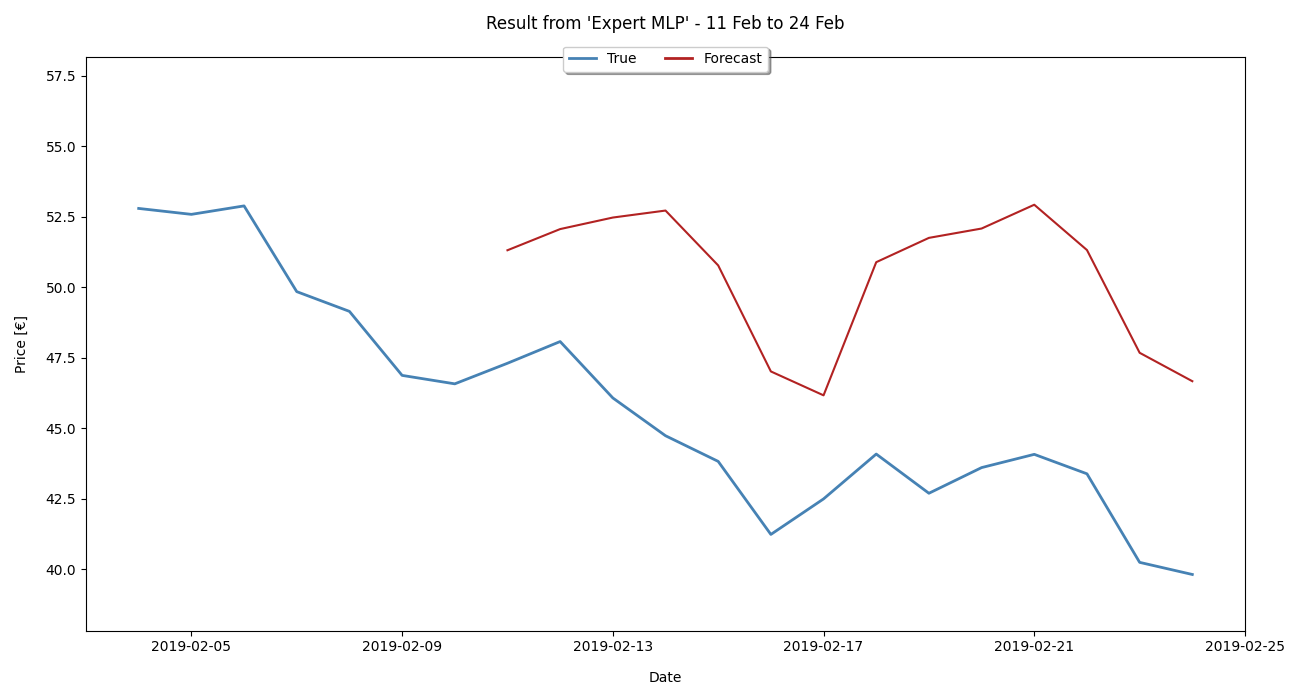 Result from 'Expert MLP' - 11 Feb to 24 Feb
True Forecast
57.5
55.0
52.5
50.0
47.5
45.0
42.5
40.0
Price [€]
2019-02-05 2019-02-09 2019-02-13 2019-02-17 2019-02-21 2019-02-25
Date